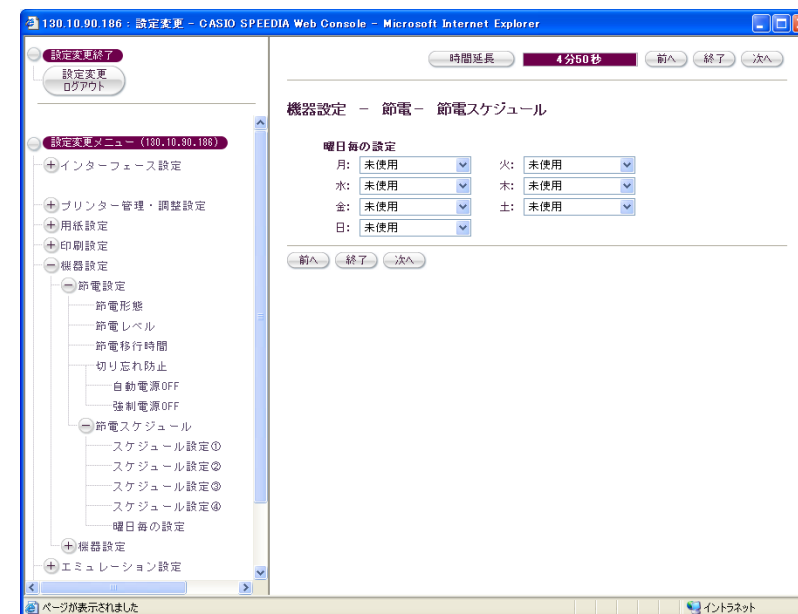 130.10.90.186 : 設定変更 - CASIO SPEEDIA Web Console - Microsoft Internet Explorer
設定変更終了
設定変更
ログアウト
設定変更メニュー (130.10.90.186)
インターフェース設定
プリンター管理・調整設定
用紙設定
印刷設定
機器設定
節電設定
節電形態
節電レベル
節電移行時間
切り忘れ防止
自動電源OFF
強制電源OFF
節電スケジュール
スケジュール設定①
スケジュール設定②
スケジュール設定③
スケジュール設定④
曜日毎の設定
機器設定
エミュレーション設定
時間延長 4分50秒 前へ 終了 次へ
機器設定 - 節電- 節電スケジュール
曜日毎の設定
月: 未使用 火: 未使用
水: 未使用 木: 未使用
金: 未使用 土: 未使用
日: 未使用
前へ 終了 次へ
ページが表示されました イントラネット